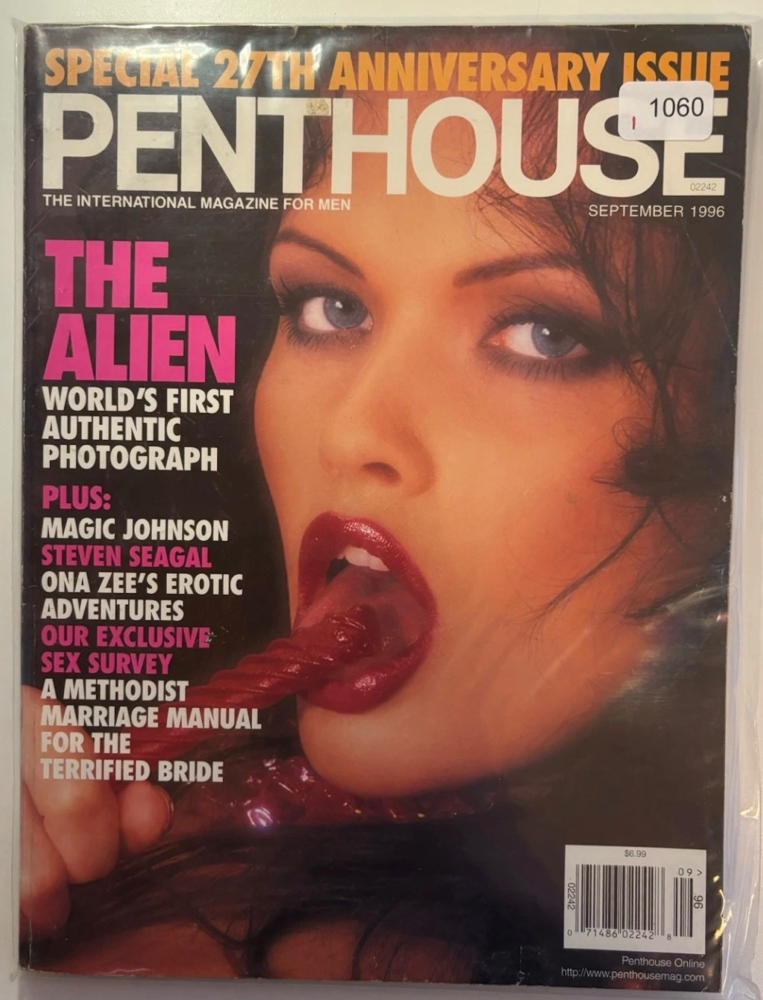 SPECIAL 27TH ANNIVERSARY ISSUE
PENTHOUSE
1060
02242
THE INTERNATIONAL MAGAZINE FOR MEN
SEPTEMBER 1996
THE
ALIEN
WORLD'S FIRST
AUTHENTIC
PHOTOGRAPH
PLUS:
MAGIC JOHNSON
STEVEN SEAGAL
ONA ZEE'S EROTIC
ADVENTURES
OUR EXCLUSIVE
SEX SURVEY
A METHODIST
MARRIAGE MANUAL
FOR THE
TERRIFIED BRIDE
$6.99
09 >
02242
96
0 71486 02242 8
Penthouse Online
http://www.penthousemag.com